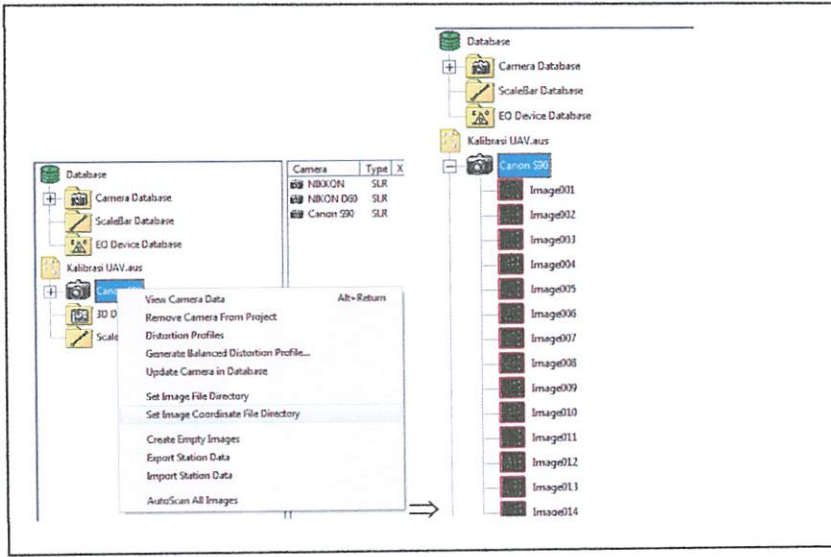 Database
Camera Database
ScaleBar Database
EO Device Database
Kalibrasi UAV.aus
3D D
Scale
Camera Type X
NIKKON SLR
NIKON D60 SLR
Canon S90 SLR
View Camera Data Alt+Return
Remove Camera From Project
Distortion Profiles
Generate Balanced Distortion Profile...
Update Camera in Database
Set Image File Directory
Set Image Coordinate File Directory
Create Empty Images
Export Station Data
Import Station Data
AutoScan All Images
Database
Camera Database
ScaleBar Database
EO Device Database
Kalibrasi UAV.aus
Canon S90
Image001
Image002
Image003
Image004
Image005
Image006
Image007
Image008
Image009
Image010
Image011
Image012
Image013
Image014